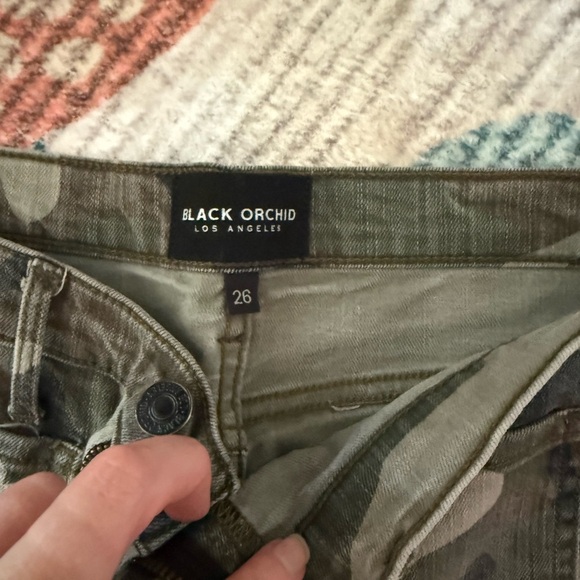 BLACK ORCHID
LOS ANGELES
26